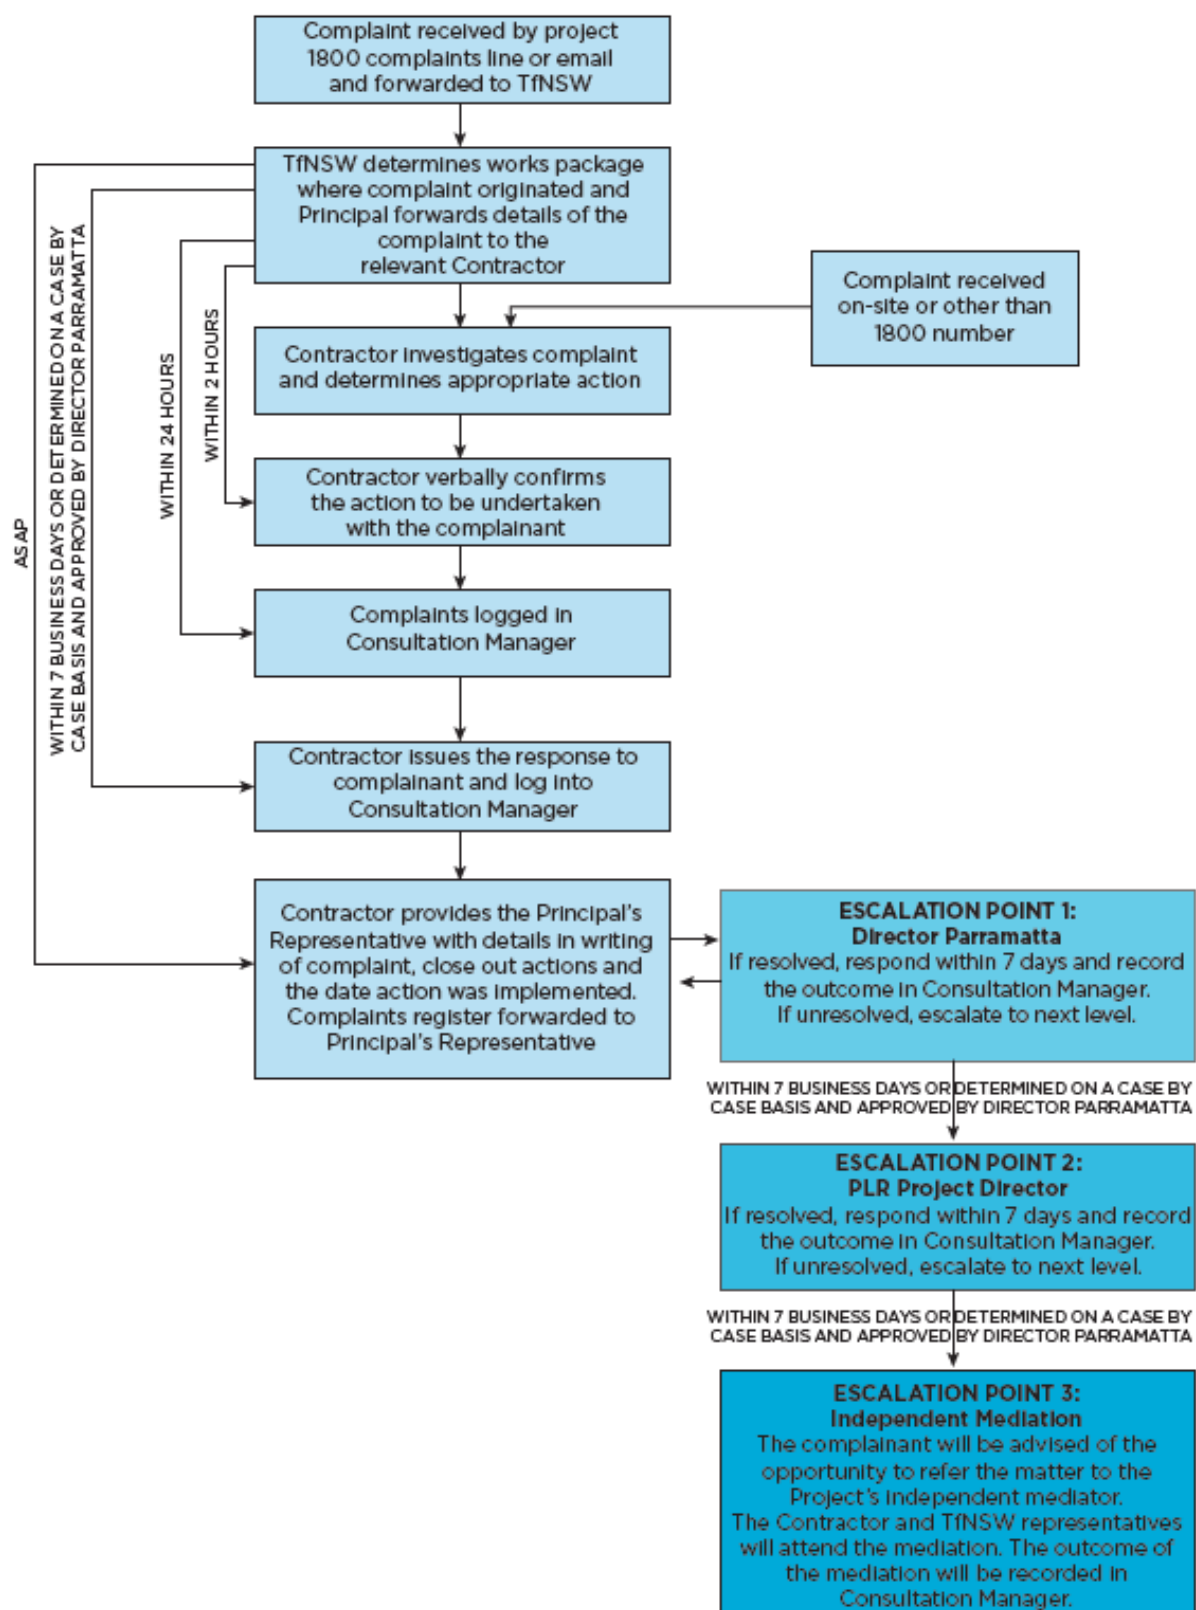 Complaint received by project
1800 complaints line or email
and forwarded to TfNSW
TfNSW determines works package
where complaint originated and
Principal forwards details of the
complaint to the
relevant Contractor
Complaint received
on-site or other than
1800 number
Contractor investigates complaint
and determines appropriate action
Contractor verbally confirms
the action to be undertaken
with the complainant
Complaints logged in
Consultation Manager
Contractor issues the response to
complainant and log into
Consultation Manager
Contractor provides the Principal's
Representative with details in writing
of complaint, close out actions and
the date action was implemented.
Complaints register forwarded to
Principal's Representative
ASAP
WITHIN 7 BUSINESS DAYS OR DETERMINED ON A CASE BY
CASE BASIS AND APPROVED BY DIRECTOR PARRAMATTA
WITHIN 24 HOURS
WITHIN 2 HOURS
ESCALATION POINT 1:
Director Parramatta
If resolved, respond within 7 days and record
the outcome in Consultation Manager.
If unresolved, escalate to next level.
WITHIN 7 BUSINESS DAYS OR DETERMINED ON A CASE BY
CASE BASIS AND APPROVED BY DIRECTOR PARRAMATTA
ESCALATION POINT 2:
PLR Project Director
If resolved, respond within 7 days and record
the outcome in Consultation Manager.
If unresolved, escalate to next level.
WITHIN 7 BUSINESS DAYS OR DETERMINED ON A CASE BY
CASE BASIS AND APPROVED BY DIRECTOR PARRAMATTA
ESCALATION POINT 3:
Independent Mediation
The complainant will be advised of the
opportunity to refer the matter to the
Project's independent mediator.
The Contractor and TfNSW representatives
will attend the mediation. The outcome of
the mediation will be recorded in
Consultation Manager.